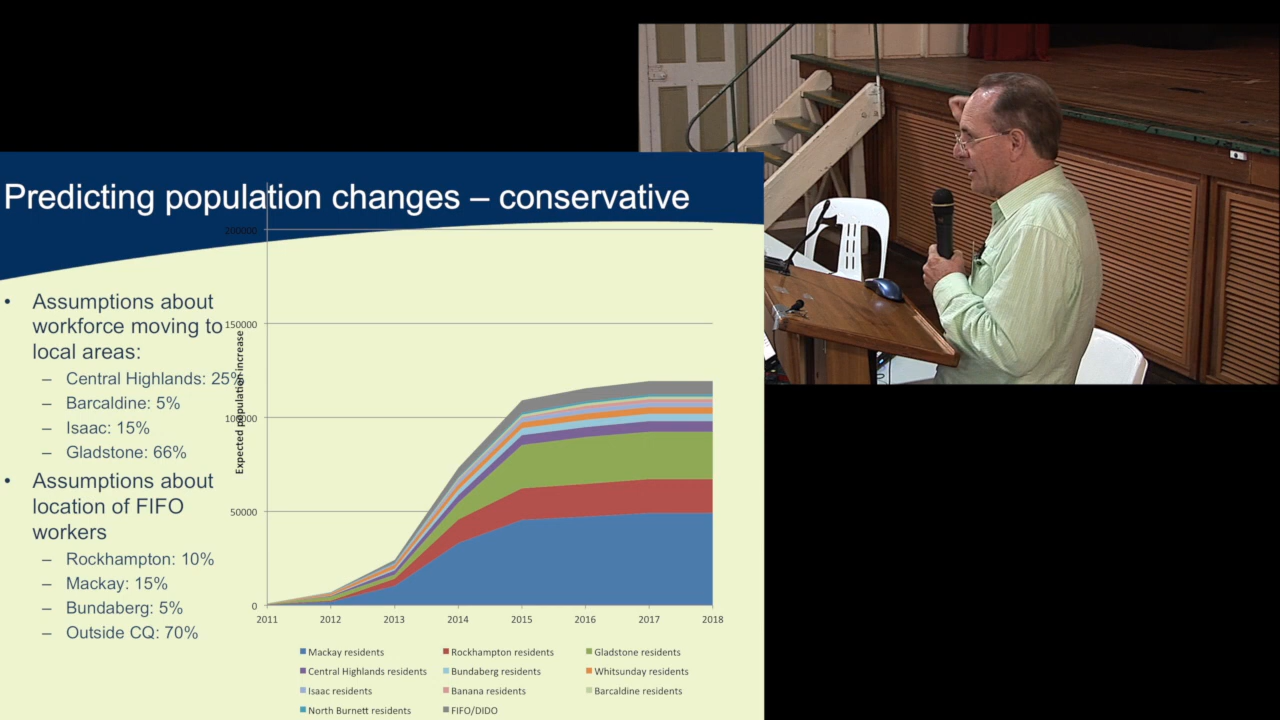 Predicting population changes – conservative
• Assumptions about
workforce moving to
local areas:
– Central Highlands: 25%
– Barcaldine: 5%
– Isaac: 15%
– Gladstone: 66%
• Assumptions about
location of FIFO
workers
– Rockhampton: 10%
– Mackay: 15%
– Bundaberg: 5%
– Outside CQ: 70%
Expected population increase
200000
150000
100000
50000
0
2011 2012 2013 2014 2015 2016 2017 2018
Mackay residents Rockhampton residents Gladstone residents
Central Highlands residents Bundaberg residents Whitsunday residents
Isaac residents Banana residents Barcaldine residents
North Burnett residents FIFO/DIDO